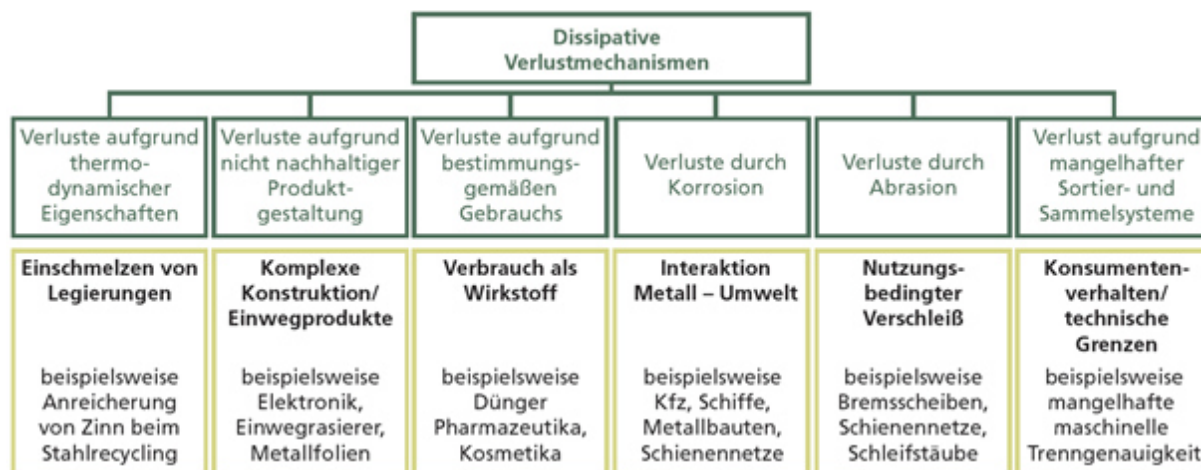 Dissipative
Verlustmechanismen
Verluste aufgrund
thermo-
dynamischer
Eigenschaften
Verluste aufgrund
nicht nachhaltiger
Produkt-
gestaltung
Verluste aufgrund
bestimmungs-
gemäßen
Gebrauchs
Verluste durch
Korrosion
Verluste durch
Abrasion
Verlust aufgrund
mangelhafter
Sortier- und
Sammelsysteme
Einschmelzen von
Legierungen
beispielsweise
Anreicherung
von Zinn beim
Stahlrecycling
Komplexe
Konstruktion/
Einwegprodukte
beispielsweise
Elektronik,
Einwegrasierer,
Metallfolien
Verbrauch als
Wirkstoff
beispielsweise
Dünger
Pharmazeutika,
Kosmetika
Interaktion
Metall – Umwelt
beispielsweise
Kfz, Schiffe,
Metallbauten,
Schienennetze
Nutzungs-
bedingter
Verschleiß
beispielsweise
Bremsscheiben,
Schienennetze,
Schleifstäube
Konsumenten-
verhalten/
technische
Grenzen
beispielsweise
mangelhafte
maschinelle
Trenngenauigkeit